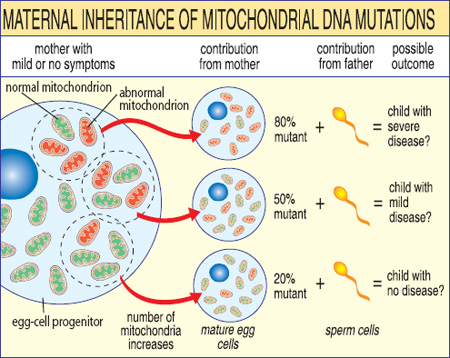 MATERNAL INHERITANCE OF MITOCHONDRIAL DNA MUTATIONS
mother with
mild or no symptoms
contribution
from mother
contribution
from father
possible
outcome
normal mitochondrion
abnormal
mitochondrion
80%
mutant
+
=
child with
severe
disease?
50%
mutant
+
=
child with
mild
disease?
20%
mutant
+
=
child with
no disease?
egg-cell progenitor
number of
mitochondria
increases
mature egg
cells
sperm cells